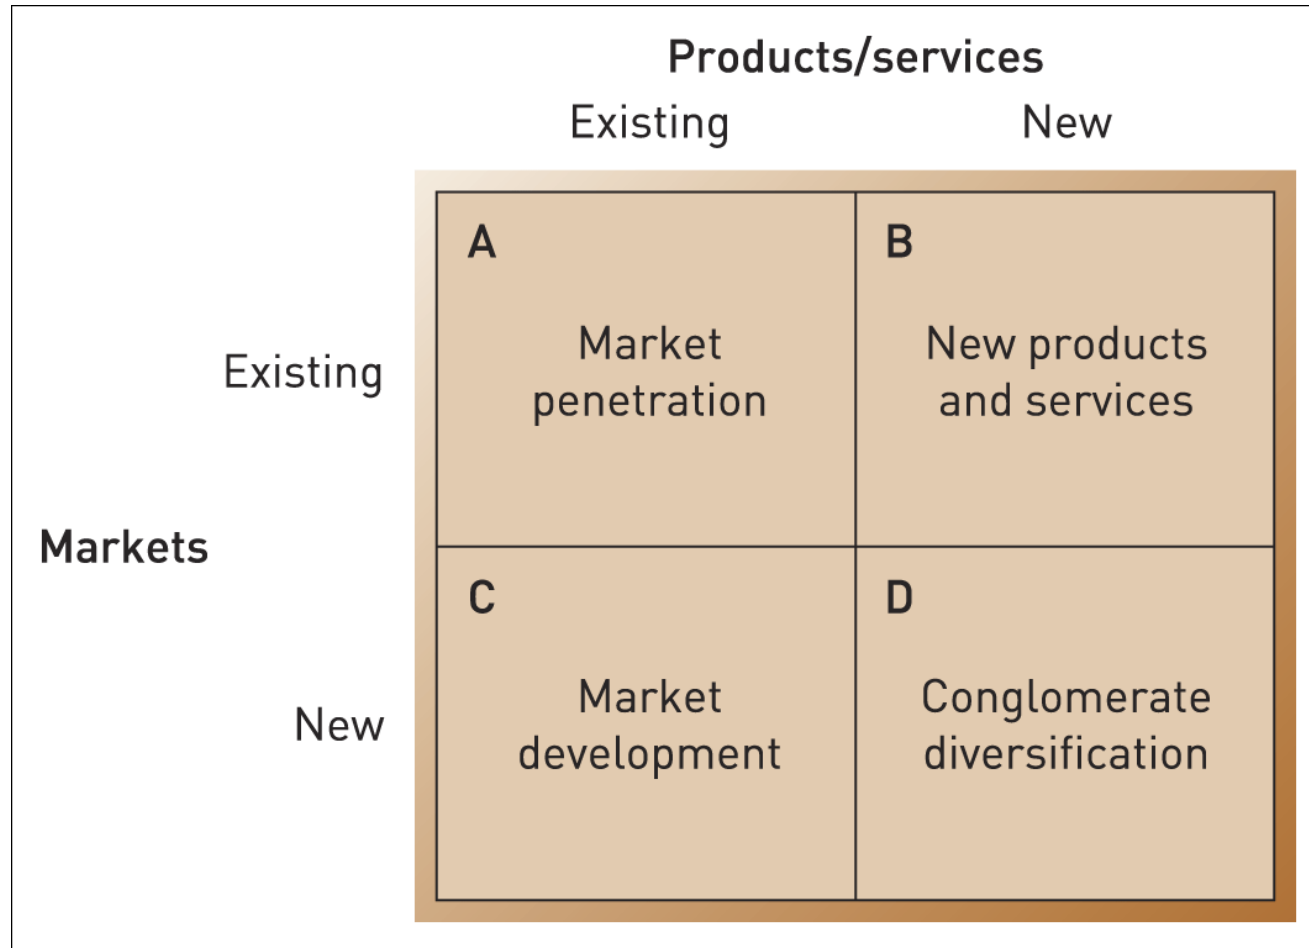 Products/services
Existing
New
A
B
Market
penetration
New products
and services
Existing
Markets
C
D
Market
development
Conglomerate
diversification
New